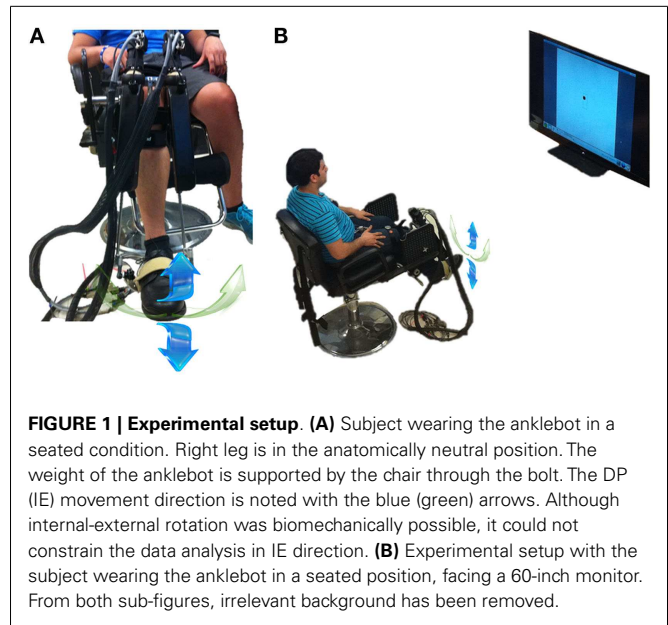 A
B
FIGURE 1 | Experimental setup. (A) Subject wearing the anklebot in a
seated condition. Right leg is in the anatomically neutral position. The
weight of the anklebot is supported by the chair through the bolt. The DP
(IE) movement direction is noted with the blue (green) arrows. Although
internal-external rotation was biomechanically possible, it could not
constrain the data analysis in IE direction. (B) Experimental setup with the
subject wearing the anklebot in a seated position, facing a 60-inch monitor.
From both sub-figures, irrelevant background has been removed.